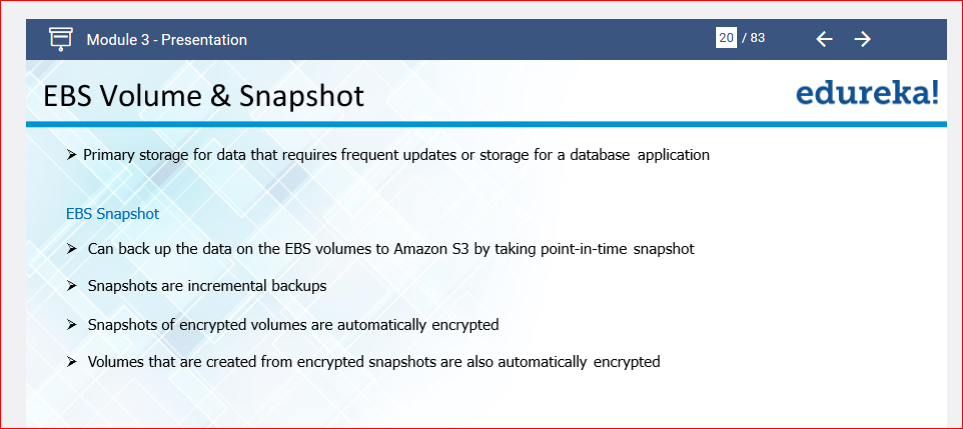 Module 3 - Presentation
20 / 83
EBS Volume & Snapshot
edureka!
➤ Primary storage for data that requires frequent updates or storage for a database application
EBS Snapshot
➤ Can back up the data on the EBS volumes to Amazon S3 by taking point-in-time snapshot
➤ Snapshots are incremental backups
➤ Snapshots of encrypted volumes are automatically encrypted
➤ Volumes that are created from encrypted snapshots are also automatically encrypted